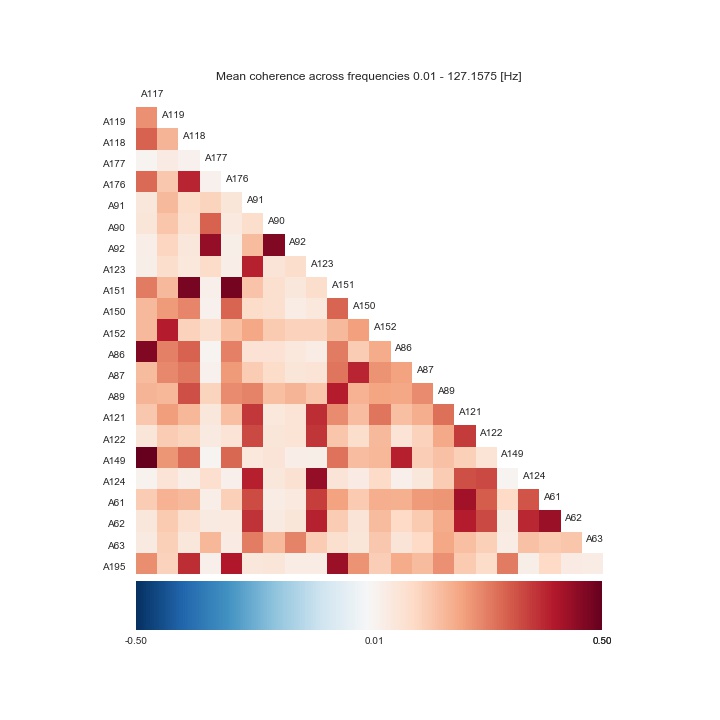 Mean coherence across frequencies 0.01 - 127.1575 [Hz]
A117
A119 A119
A118 A118
A177 A177
A176 A176
A91 A91
A90 A90
A92 A92
A123 A123
A151 A151
A150 A150
A152 A152
A86 A86
A87 A87
A89 A89
A121 A121
A122 A122
A149 A149
A124 A124
A61 A61
A62 A62
A63 A63
A195
-0.50 0.01 0.50